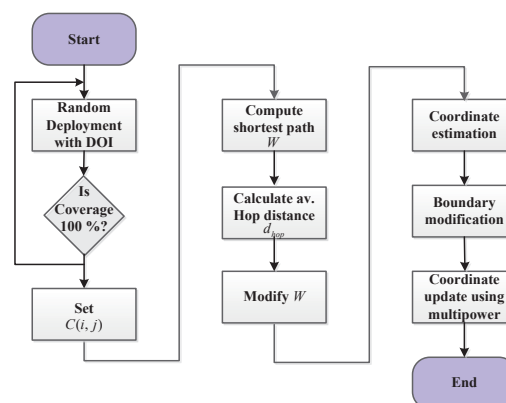 Start
Random
Deployment
with DOI
Is
Coverage
100 %?
Set
C(i, j)
Compute
shortest path
W
Calculate av.
Hop distance
d_hop
Modify W
Coordinate
estimation
Boundary
modification
Coordinate
update using
multipower
End